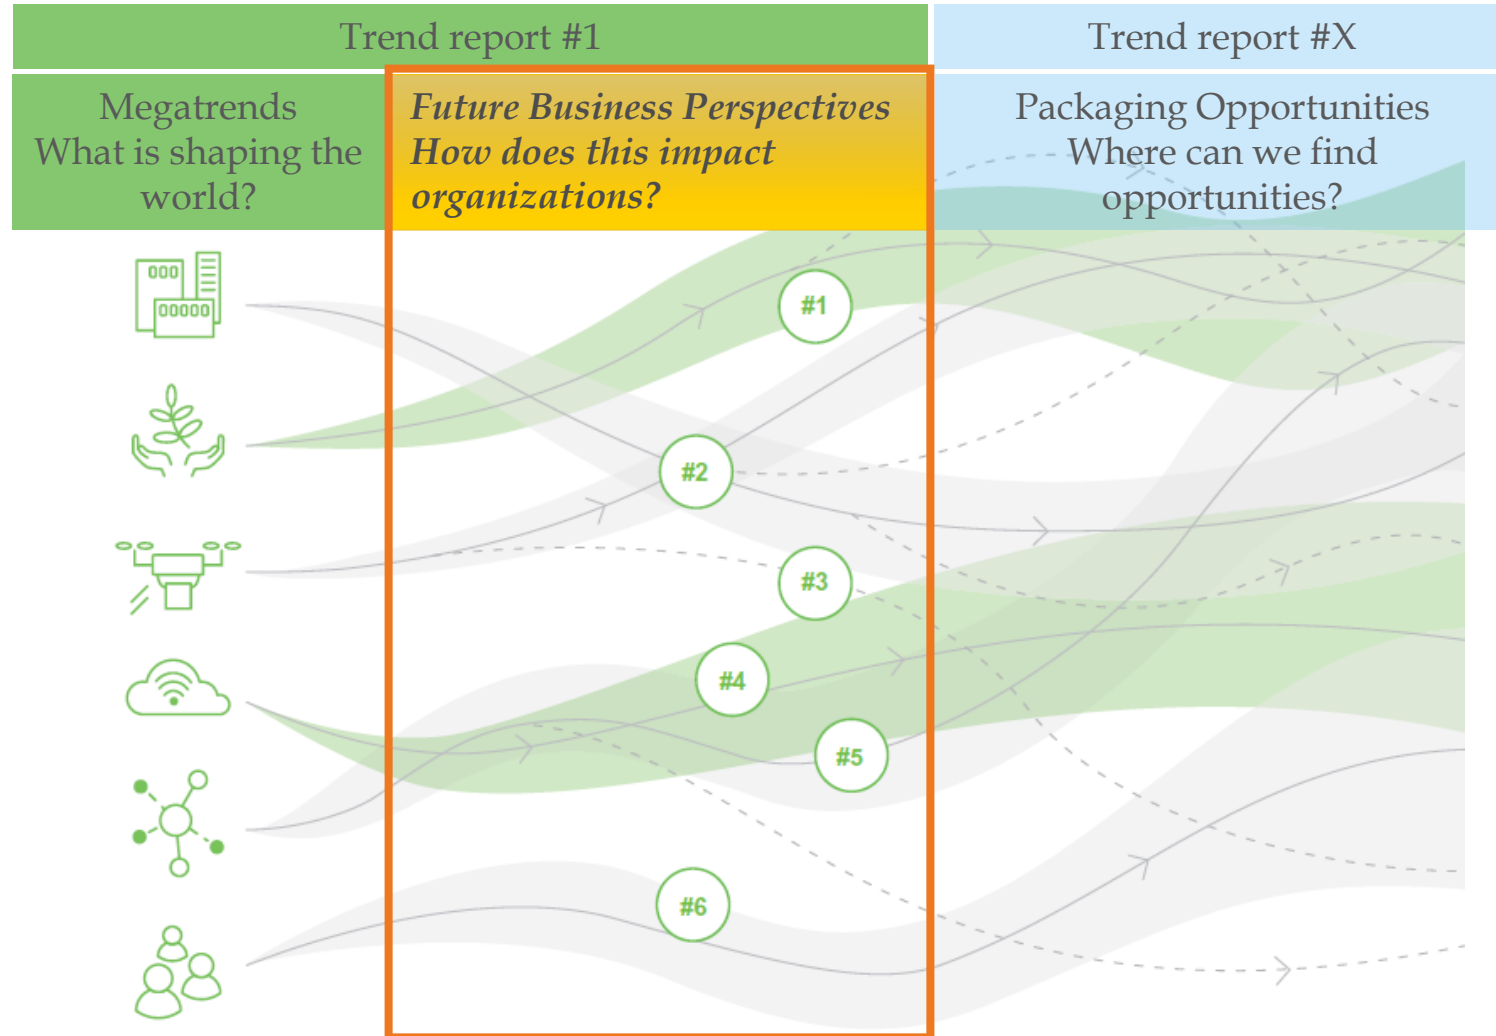 Trend report #1
Trend report #X
Megatrends
What is shaping the
world?
Future Business Perspectives
How does this impact
organizations?
Packaging Opportunities
Where can we find
opportunities?
#1
#2
#3
#4
#5
#6